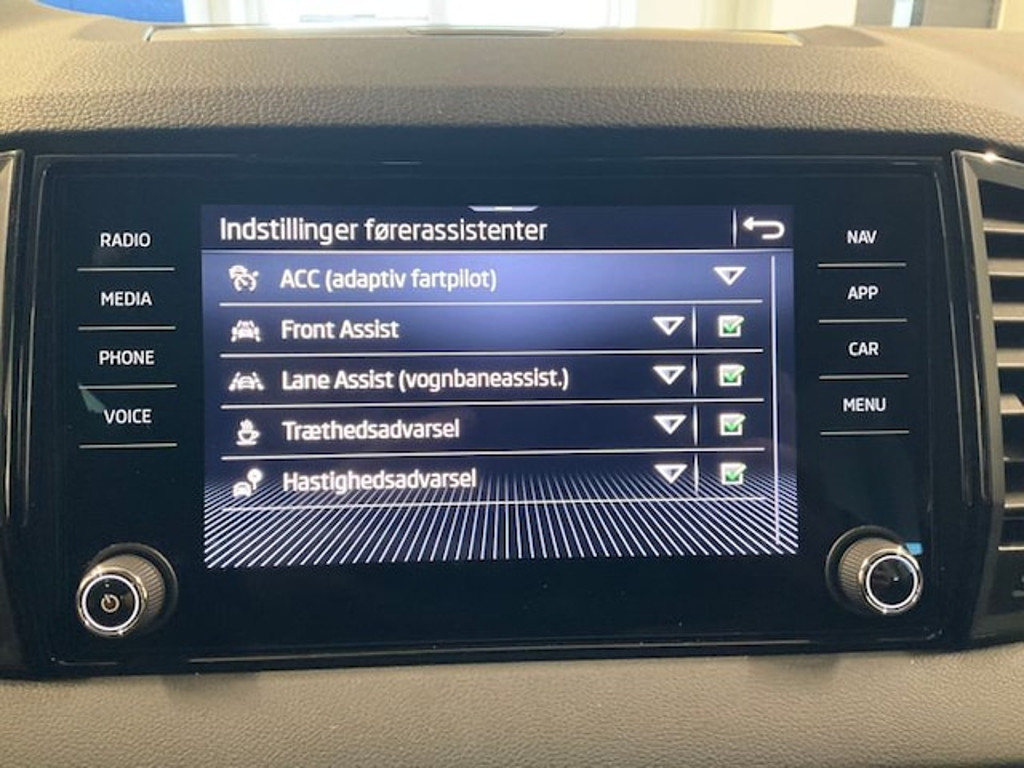 RADIO
MEDIA
PHONE
VOICE
Indstillinger førerassistenter
ACC (adaptiv fartpilot)
Front Assist
Lane Assist (vognbaneassist.)
Træthedsadvarsel
Hastighedsadvarsel
NAV
APP
CAR
MENU